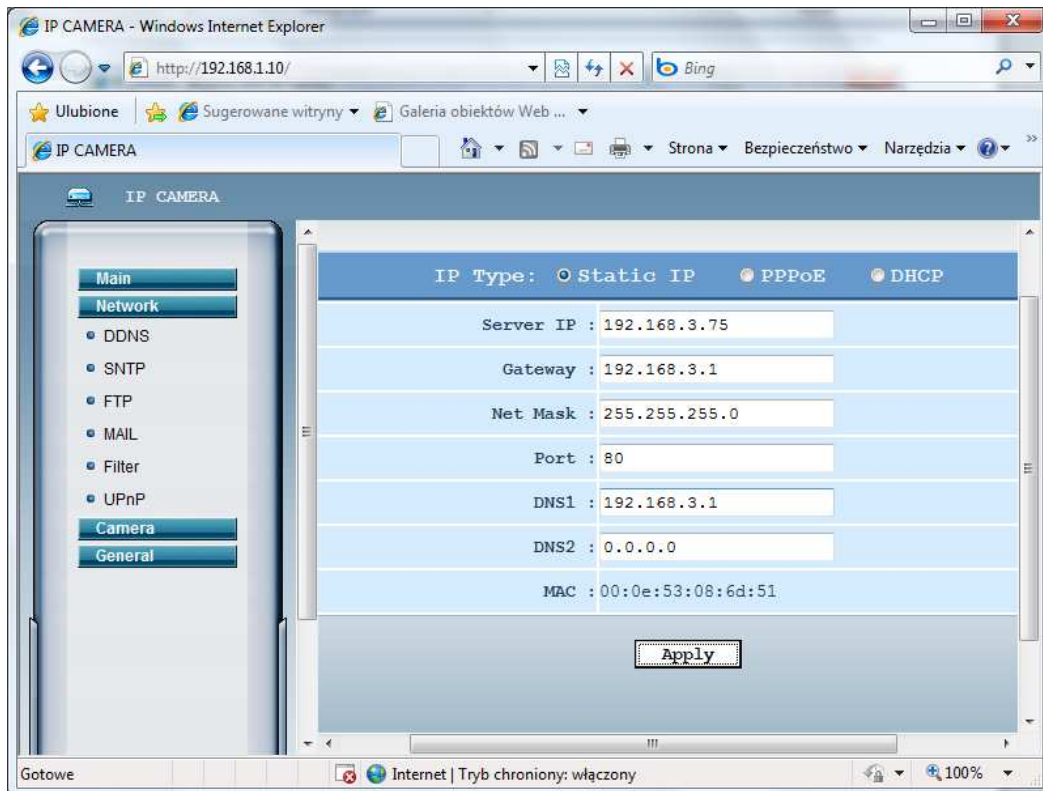 IP CAMERA - Windows Internet Explorer
http://192.168.1.10/
Bing
Ulubione
Sugerowane witryny
Galeria obiektów Web ...
IP CAMERA
Strona
Bezpieczeństwo
Narzędzia
IP CAMERA
Main
Network
DDNS
SNTP
FTP
MAIL
Filter
UPnP
Camera
General
IP Type: Static IP PPPoE DHCP
Server IP : 192.168.3.75
Gateway : 192.168.3.1
Net Mask : 255.255.255.0
Port : 80
DNS1 : 192.168.3.1
DNS2 : 0.0.0.0
MAC : 00:0e:53:08:6d:51
Apply
Gotowe
Internet | Tryb chroniony: włączony
100%